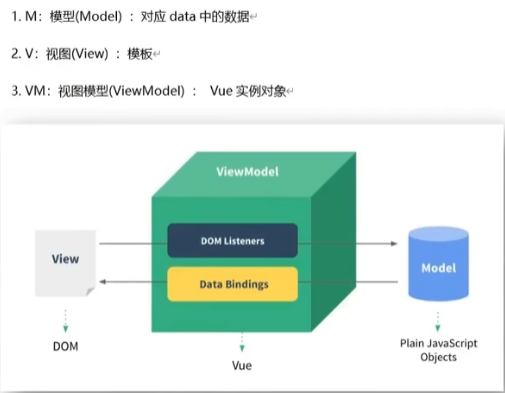 1. M：模型(Model) ：对应 data 中的数据
2. V：视图(View) ：模板
3. VM：视图模型(ViewModel) ： Vue 实例对象
ViewModel
DOM Listeners
View
Model
Data Bindings
DOM
Vue
Plain JavaScript
Objects